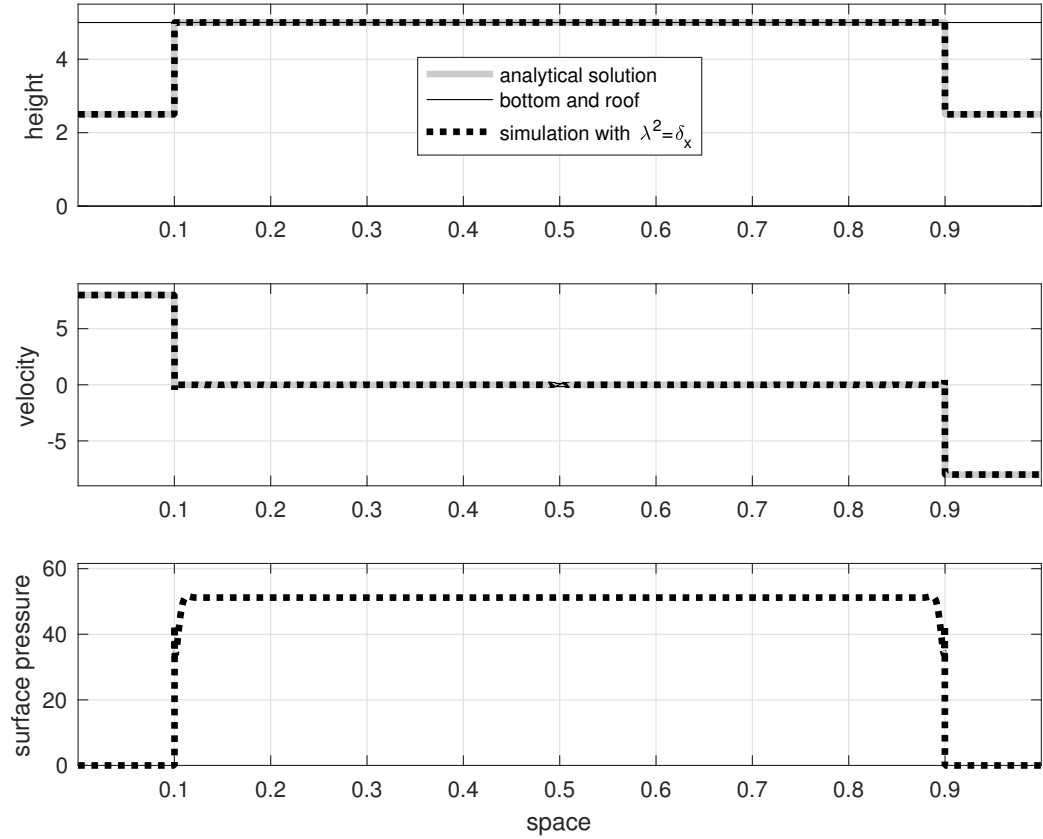 4
2
0
height
analytical solution
bottom and roof
simulation with λ²=δₓ
0.1 0.2 0.3 0.4 0.5 0.6 0.7 0.8 0.9
5
0
-5
velocity
0.1 0.2 0.3 0.4 0.5 0.6 0.7 0.8 0.9
60
40
20
0
surface pressure
0.1 0.2 0.3 0.4 0.5 0.6 0.7 0.8 0.9
space